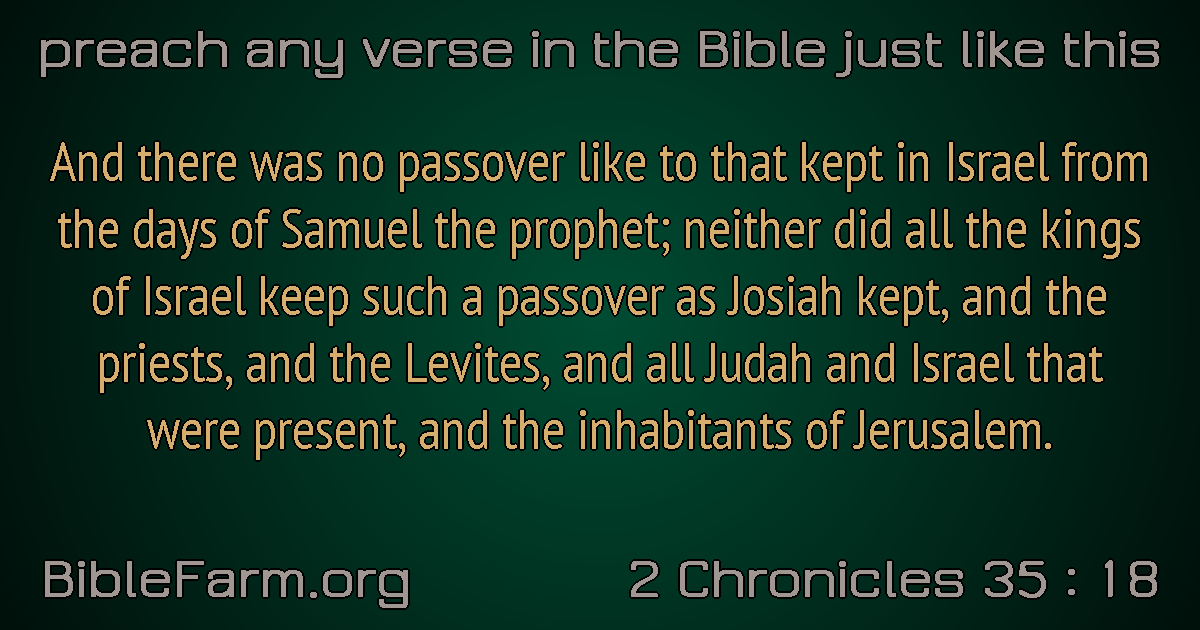 preach any verse in the Bible just like this
And there was no passover like to that kept in Israel from
the days of Samuel the prophet; neither did all the kings
of Israel keep such a passover as Josiah kept, and the
priests, and the Levites, and all Judah and Israel that
were present, and the inhabitants of Jerusalem.
BibleFarm.org
2 Chronicles 35 : 18